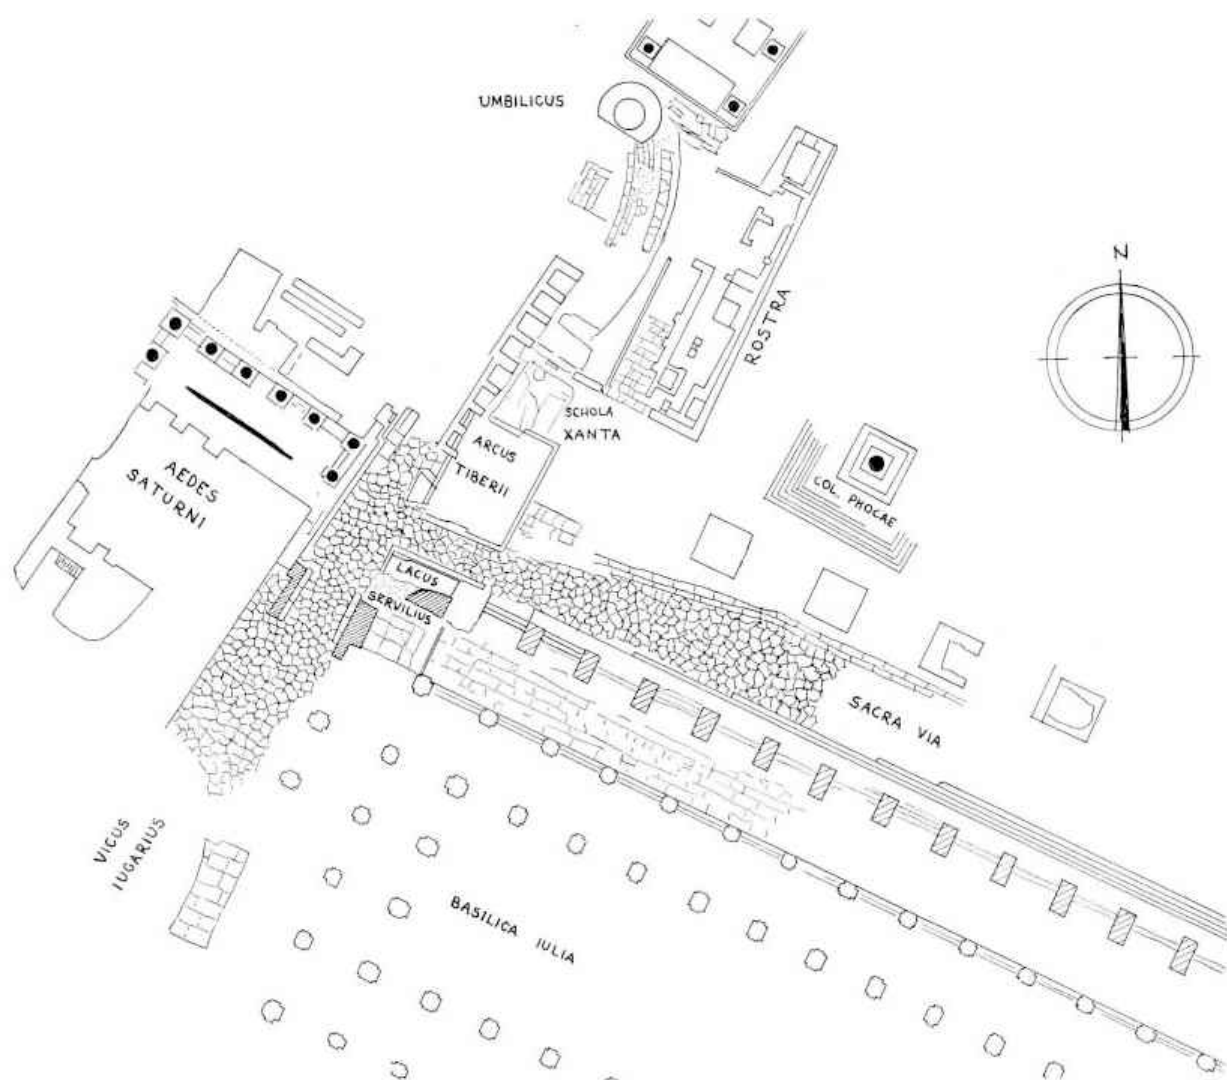 UMBILICUS
N
ROSTRA
SCHOLA
XANTA
ARCUS
TIBERII
COL. PHOCAE
AEDES
SATURNI
LACUS
SERVILIUS
SACRA VIA
VICUS
IUGARIUS
BASILICA IULIA